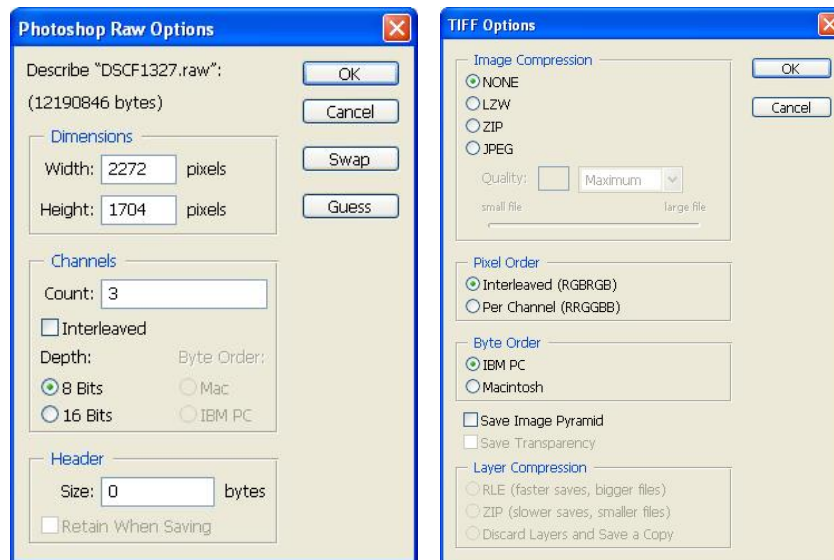 Photoshop Raw Options
Describe "DSCF1327.raw":
(12190846 bytes)
OK
Cancel
Swap
Guess
Dimensions
Width: 2272 pixels
Height: 1704 pixels
Channels
Count: 3
Interleaved
Depth: Byte Order:
8 Bits Mac
16 Bits IBM PC
Header
Size: 0 bytes
Retain When Saving
TIFF Options
Image Compression
NONE
LZW
ZIP
JPEG
Quality: Maximum
small file large file
OK
Cancel
Pixel Order
Interleaved (RGBRGB)
Per Channel (RRGGBB)
Byte Order
IBM PC
Macintosh
Save Image Pyramid
Save Transparency
Layer Compression
RLE (faster saves, bigger files)
ZIP (slower saves, smaller files)
Discard Layers and Save a Copy